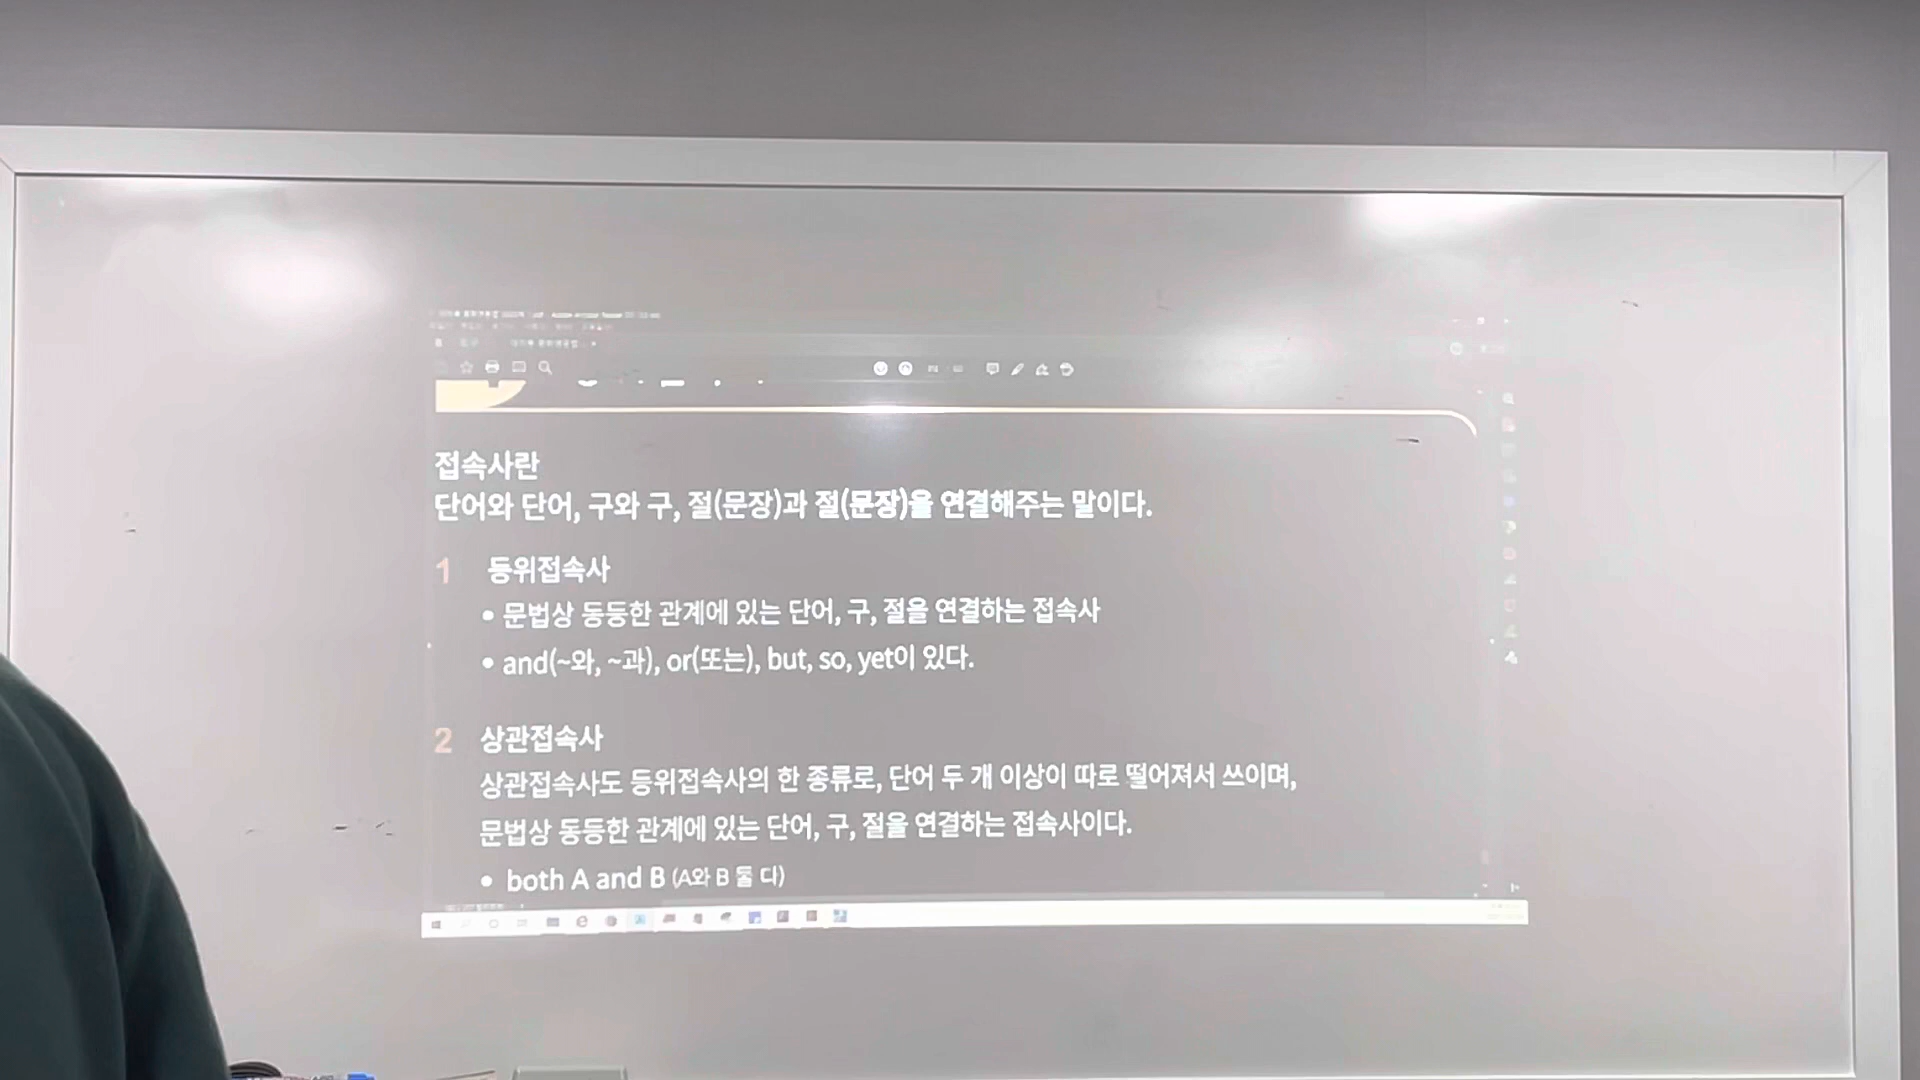 접속사란
단어와 단어, 구와 구, 절(문장)과 절(문장)을 연결해주는 말이다.
1 등위접속사
• 문법상 동등한 관계에 있는 단어, 구, 절을 연결하는 접속사
• and(~와, ~과), or(또는), but, so, yet이 있다.
2 상관접속사
상관접속사도 등위접속사의 한 종류로, 단어 두 개 이상이 따로 떨어져서 쓰이며,
문법상 동등한 관계에 있는 단어, 구, 절을 연결하는 접속사이다.
• both A and B (A와 B 둘 다)